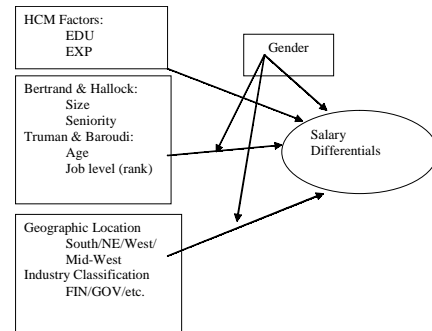 HCM Factors:
EDU
EXP
Gender
Bertrand & Hallock:
Size
Seniority
Truman & Baroudi:
Age
Job level (rank)
Salary
Differentials
Geographic Location
South/NE/West/
Mid-West
Industry Classification
FIN/GOV/etc.